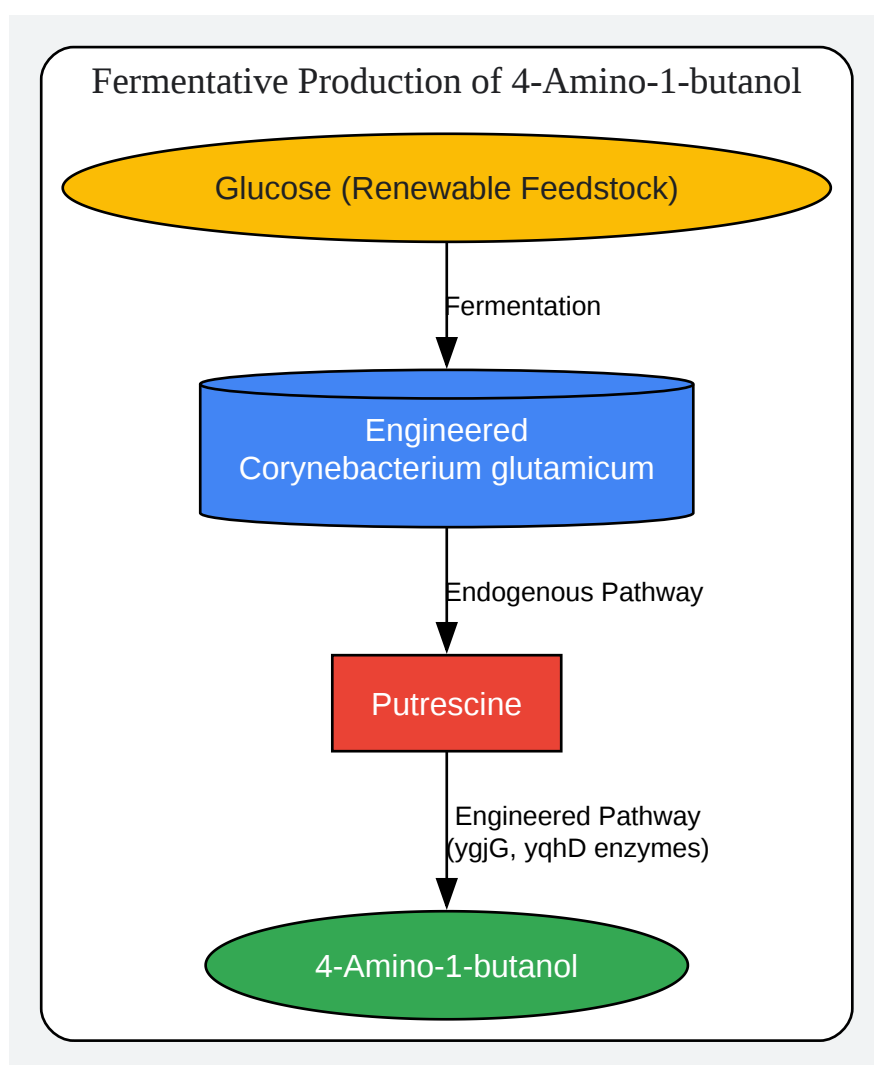 Fermentative Production of 4-Amino-1-butanol
Glucose (Renewable Feedstock)
Fermentation
Engineered
Corynebacterium glutamicum
Endogenous Pathway
Putrescine
Engineered Pathway
(ygjG, yqhD enzymes)
4-Amino-1-butanol